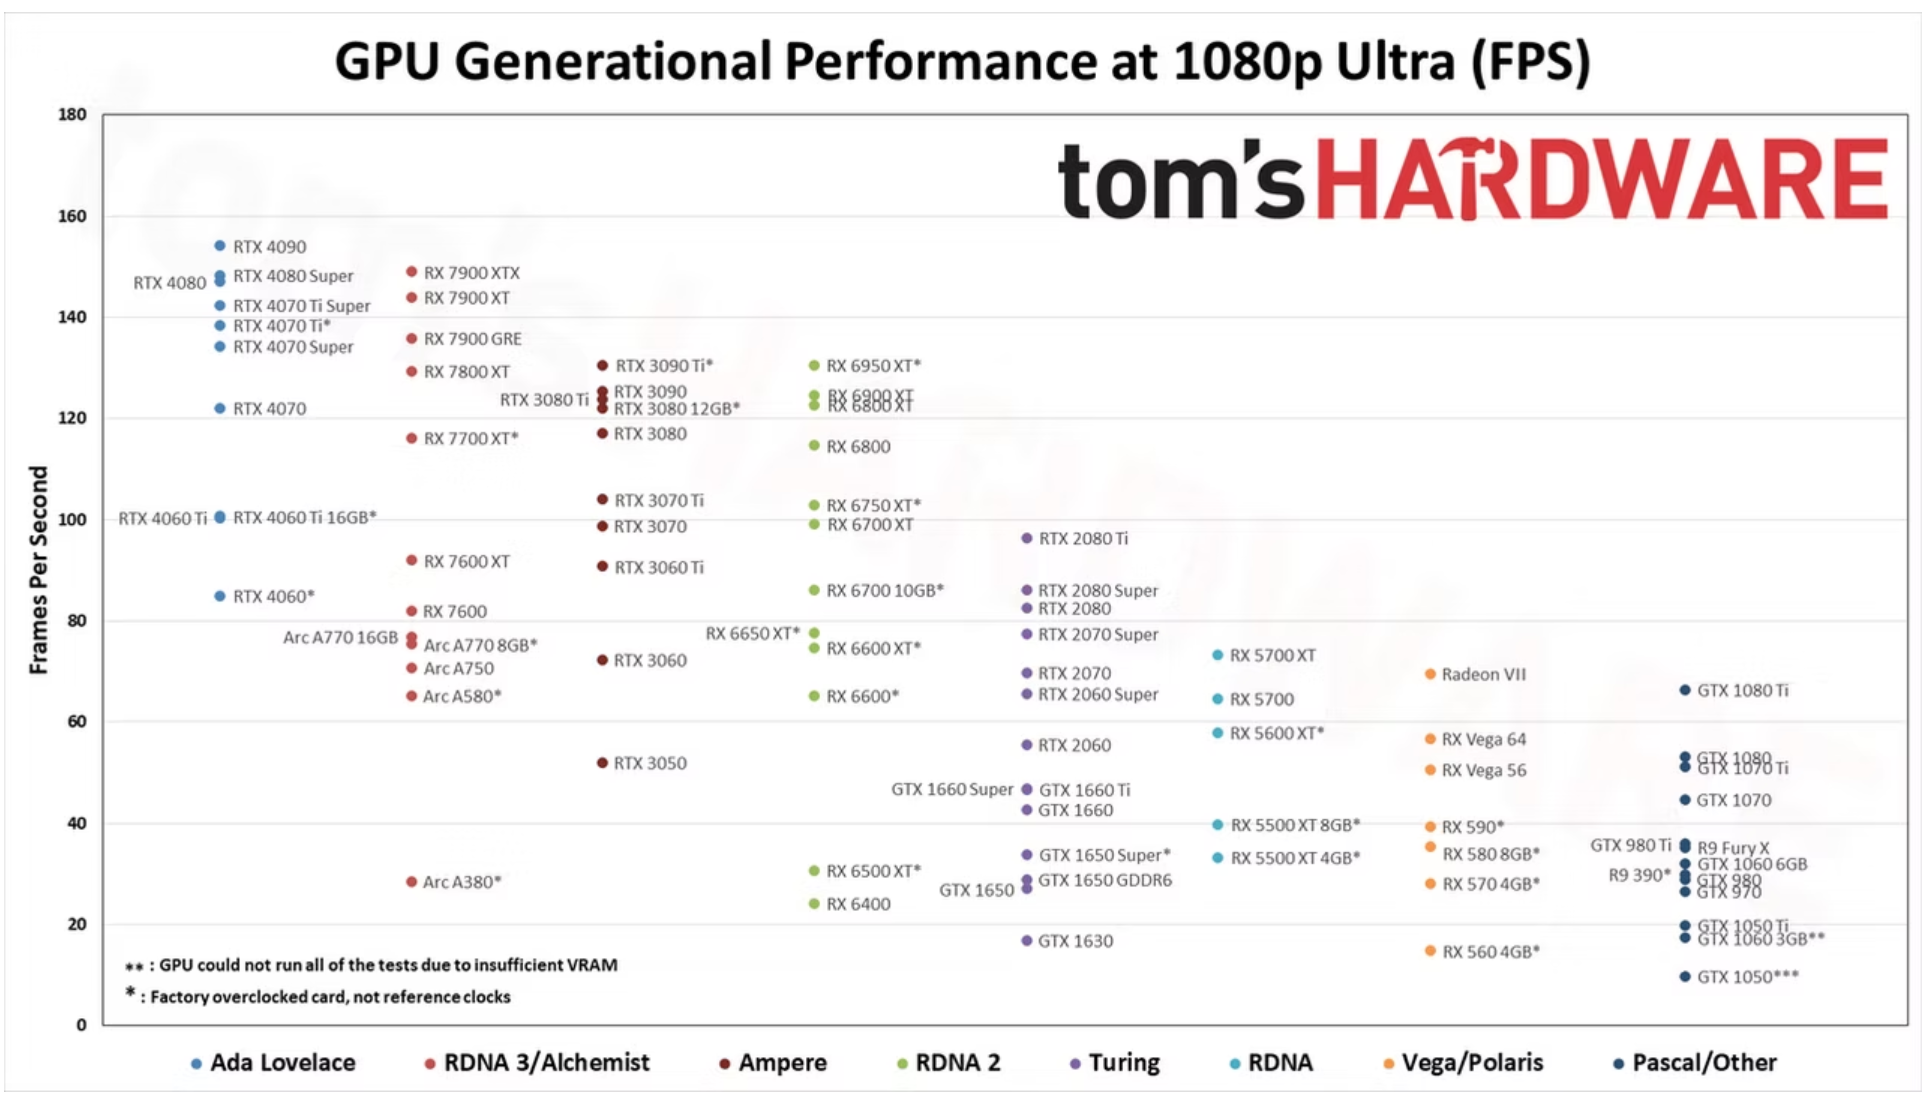 GPU Generational Performance at 1080p Ultra (FPS)
tom'sHARDWARE
Frames Per Second
180
160
140
120
100
80
60
40
20
0
RTX 4090
RTX 4080 RTX 4080 Super
RTX 4070 Ti Super
RTX 4070 Ti*
RTX 4070 Super
RTX 4070
RTX 4060 Ti RTX 4060 Ti 16GB*
RTX 4060*
RX 7900 XTX
RX 7900 XT
RX 7900 GRE
RX 7800 XT
RX 7700 XT*
RX 7600 XT
RX 7600
Arc A770 16GB
Arc A770 8GB*
Arc A750
Arc A580*
Arc A380*
RTX 3090 Ti*
RTX 3090
RTX 3080 Ti
RTX 3080 12GB*
RTX 3080
RTX 3070 Ti
RTX 3070
RTX 3060 Ti
RTX 3060
RTX 3050
RX 6950 XT*
RX 6900 XT
RX 6800 XT
RX 6800
RX 6750 XT*
RX 6700 XT
RX 6700 10GB*
RX 6650 XT*
RX 6600 XT*
RX 6600*
RX 6500 XT*
RX 6400
RTX 2080 Ti
RTX 2080 Super
RTX 2080
RTX 2070 Super
RTX 2070
RTX 2060 Super
RTX 2060
GTX 1660 Super GTX 1660 Ti
GTX 1660
GTX 1650 Super*
GTX 1650 GDDR6
GTX 1650
GTX 1630
RX 5700 XT
RX 5700
RX 5600 XT*
RX 5500 XT 8GB*
RX 5500 XT 4GB*
Radeon VII
RX Vega 64
RX Vega 56
RX 590*
RX 580 8GB*
RX 570 4GB*
RX 560 4GB*
GTX 1080 Ti
GTX 1080
GTX 1070 Ti
GTX 1070
GTX 980 Ti R9 Fury X
GTX 1060 6GB
R9 390* GTX 980
GTX 970
GTX 1050 Ti
GTX 1060 3GB**
GTX 1050***
** : GPU could not run all of the tests due to insufficient VRAM
* : Factory overclocked card, not reference clocks
Ada Lovelace RDNA 3/Alchemist Ampere RDNA 2 Turing RDNA Vega/Polaris Pascal/Other